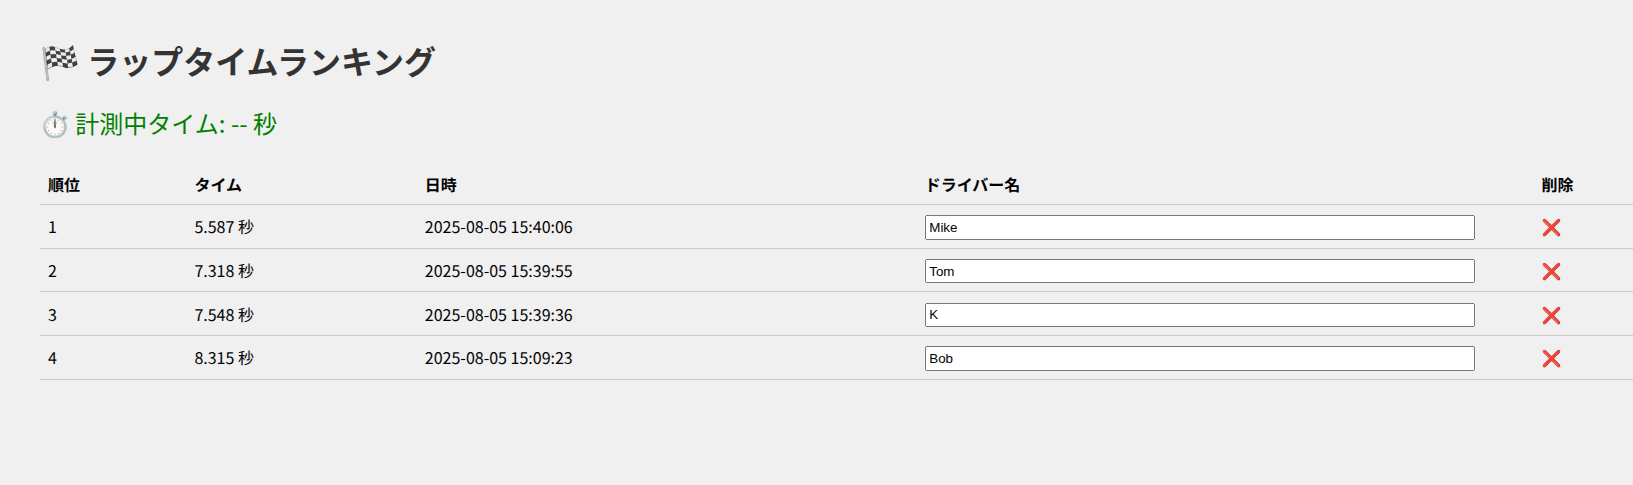 🏁 ラップタイムランキング
⏱️ 計測中タイム: -- 秒
順位 タイム 日時 ドライバー名 削除
1 5.587 秒 2025-08-05 15:40:06 Mike ❌
2 7.318 秒 2025-08-05 15:39:55 Tom ❌
3 7.548 秒 2025-08-05 15:39:36 K ❌
4 8.315 秒 2025-08-05 15:09:23 Bob ❌